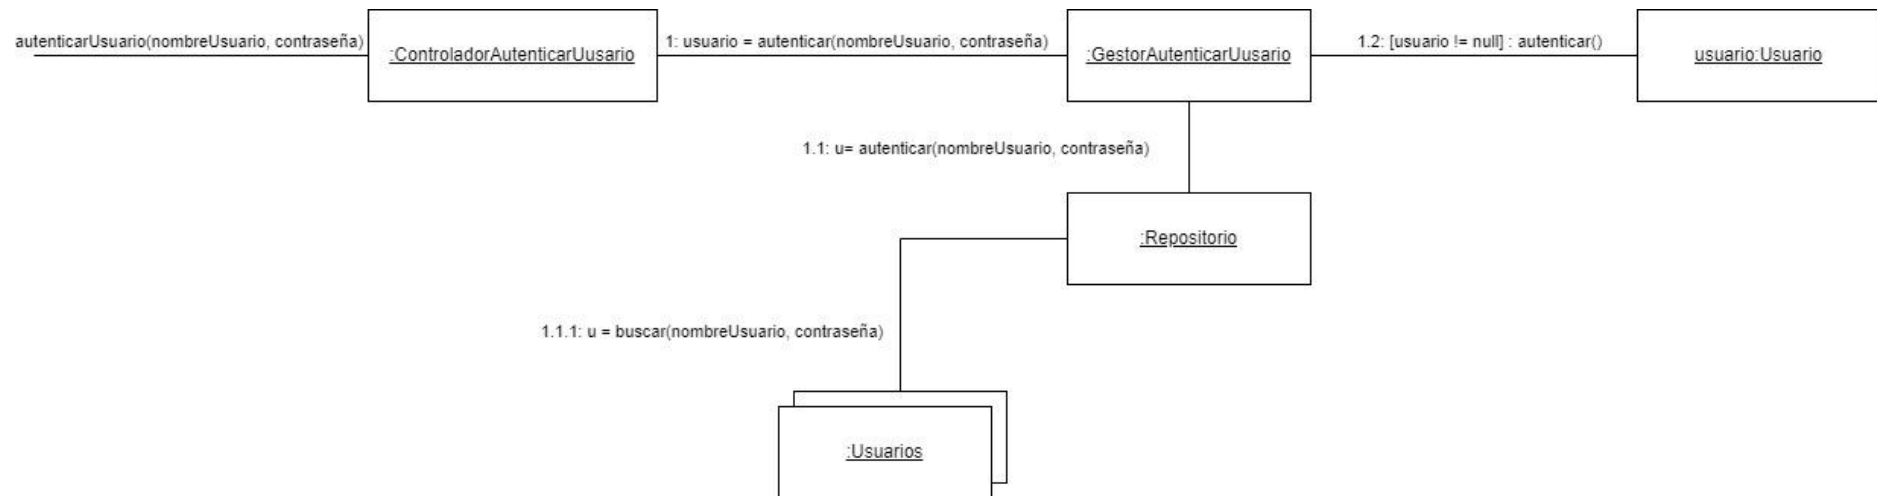 autenticarUsuario(nombreUsuario, contraseña)
:ControladorAutenticarUusario
1: usuario = autenticar(nombreUsuario, contraseña)
:GestorAutenticarUusario
1.2: [usuario != null] : autenticar()
usuario:Usuario
1.1: u= autenticar(nombreUsuario, contraseña)
:Repositorio
1.1.1: u = buscar(nombreUsuario, contraseña)
:Usuarios